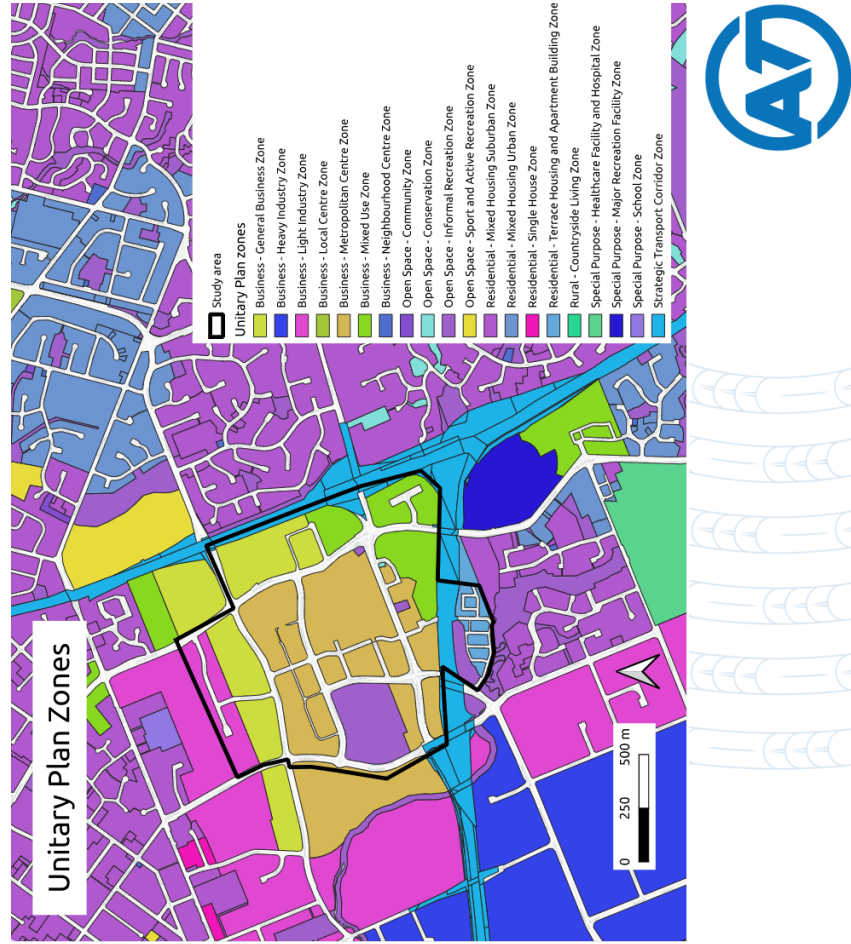 Unitary Plan Zones
Study area
Unitary Plan zones
Business - General Business Zone
Business - Heavy Industry Zone
Business - Light Industry Zone
Business - Local Centre Zone
Business - Metropolitan Centre Zone
Business - Mixed Use Zone
Business - Neighbourhood Centre Zone
Open Space - Community Zone
Open Space - Conservation Zone
Open Space - Informal Recreation Zone
Open Space - Sport and Active Recreation Zone
Residential - Mixed Housing Suburban Zone
Residential - Mixed Housing Urban Zone
Residential - Single House Zone
Residential - Terrace Housing and Apartment Building Zone
Rural - Countryside Living Zone
Special Purpose - Healthcare Facility and Hospital Zone
Special Purpose - Major Recreation Facility Zone
Special Purpose - School Zone
Strategic Transport Corridor Zone
0 250 500 m
AT